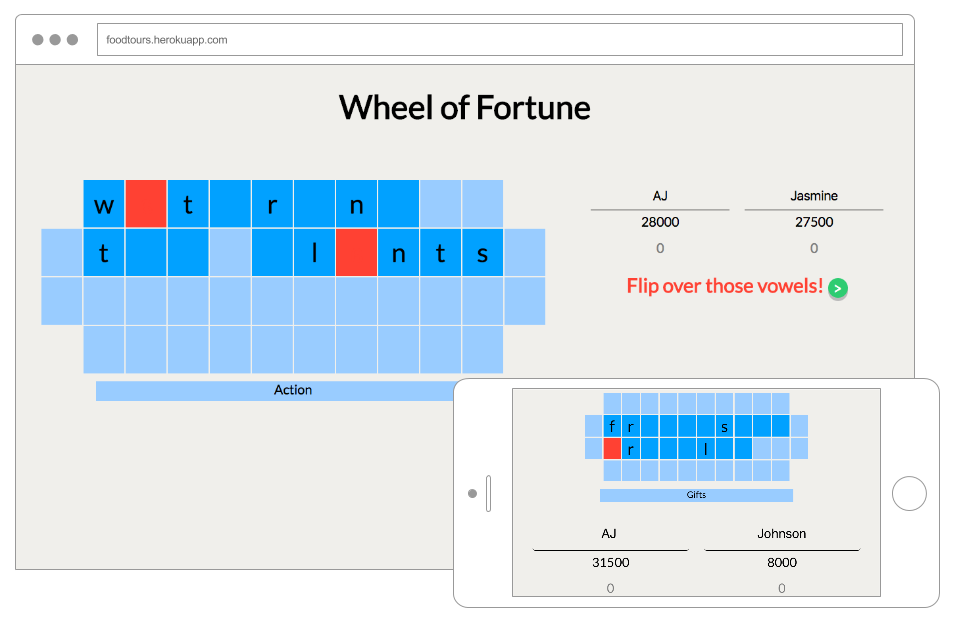 foodtours.herokuapp.com
Wheel of Fortune
AJ Jasmine
28000 27500
0 0
Flip over those vowels! >
w t r n
t l n t s
Action
f r s
r l
Gifts
AJ Johnson
31500 8000
0 0